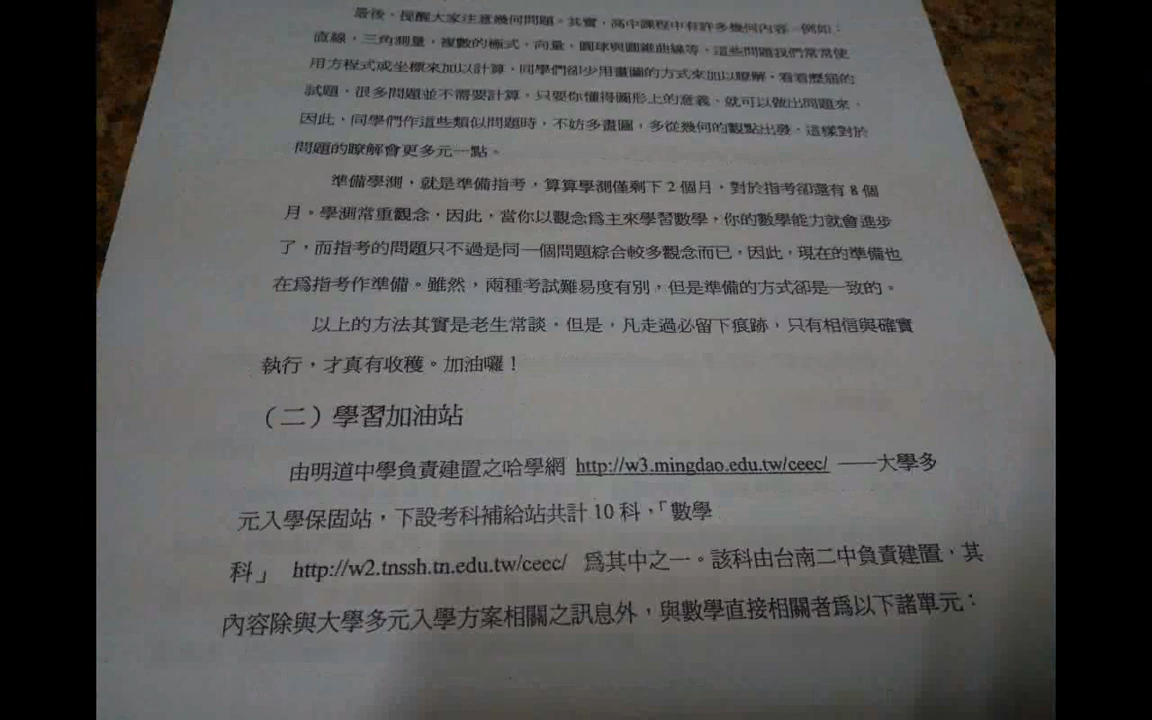 最後，提醒大家注意幾何問題。其實，高中課程中有許多幾何內容，例如：
直線，三角測量，複數的極式，向量，圓球與圓錐曲線等，這些問題我們常常使
用方程式或坐標來加以計算，同學們卻少用畫圖的方式來加以瞭解，看看歷屆的
試題，很多問題並不需要計算，只要你懂得圖形上的意義，就可以做出問題來，
因此，同學們作這些類似問題時，不妨多畫圖，多從幾何的觀點出發，這樣對於
問題的瞭解會更多元一點。
準備學測，就是準備指考，算算學測僅剩下 2 個月，對於指考卻還有 8 個
月。學測常重觀念，因此，當你以觀念為主來學習數學，你的數學能力就會進步
了，而指考的問題只不過是同一個問題綜合較多觀念而已，因此，現在的準備也
在為指考作準備。雖然，兩種考試難易度有別，但是準備的方式卻是一致的。
以上的方法其實是老生常談，但是，凡走過必留下痕跡，只有相信與確實
執行，才真有收穫。加油囉！
（二）學習加油站
由明道中學負責建置之哈學網 http://w3.mingdao.edu.tw/ceec/ ──大學多
元入學保固站，下設考科補給站共計 10 科，「數學
科」 http://w2.tnssh.tn.edu.tw/ceec/ 為其中之一。該科由台南二中負責建置，其
內容除與大學多元入學方案相關之訊息外，與數學直接相關者為以下諸單元：